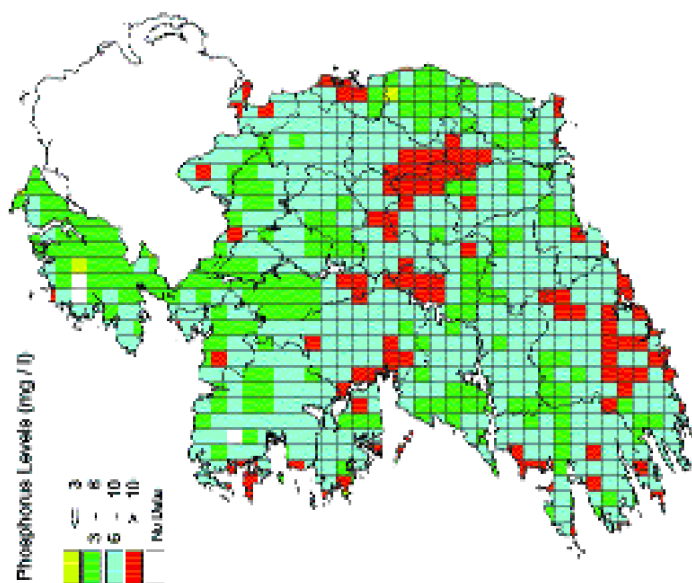 Phosphorus Levels (mg / l)
<= 3
3 - 6
6 - 10
> 10
No Data